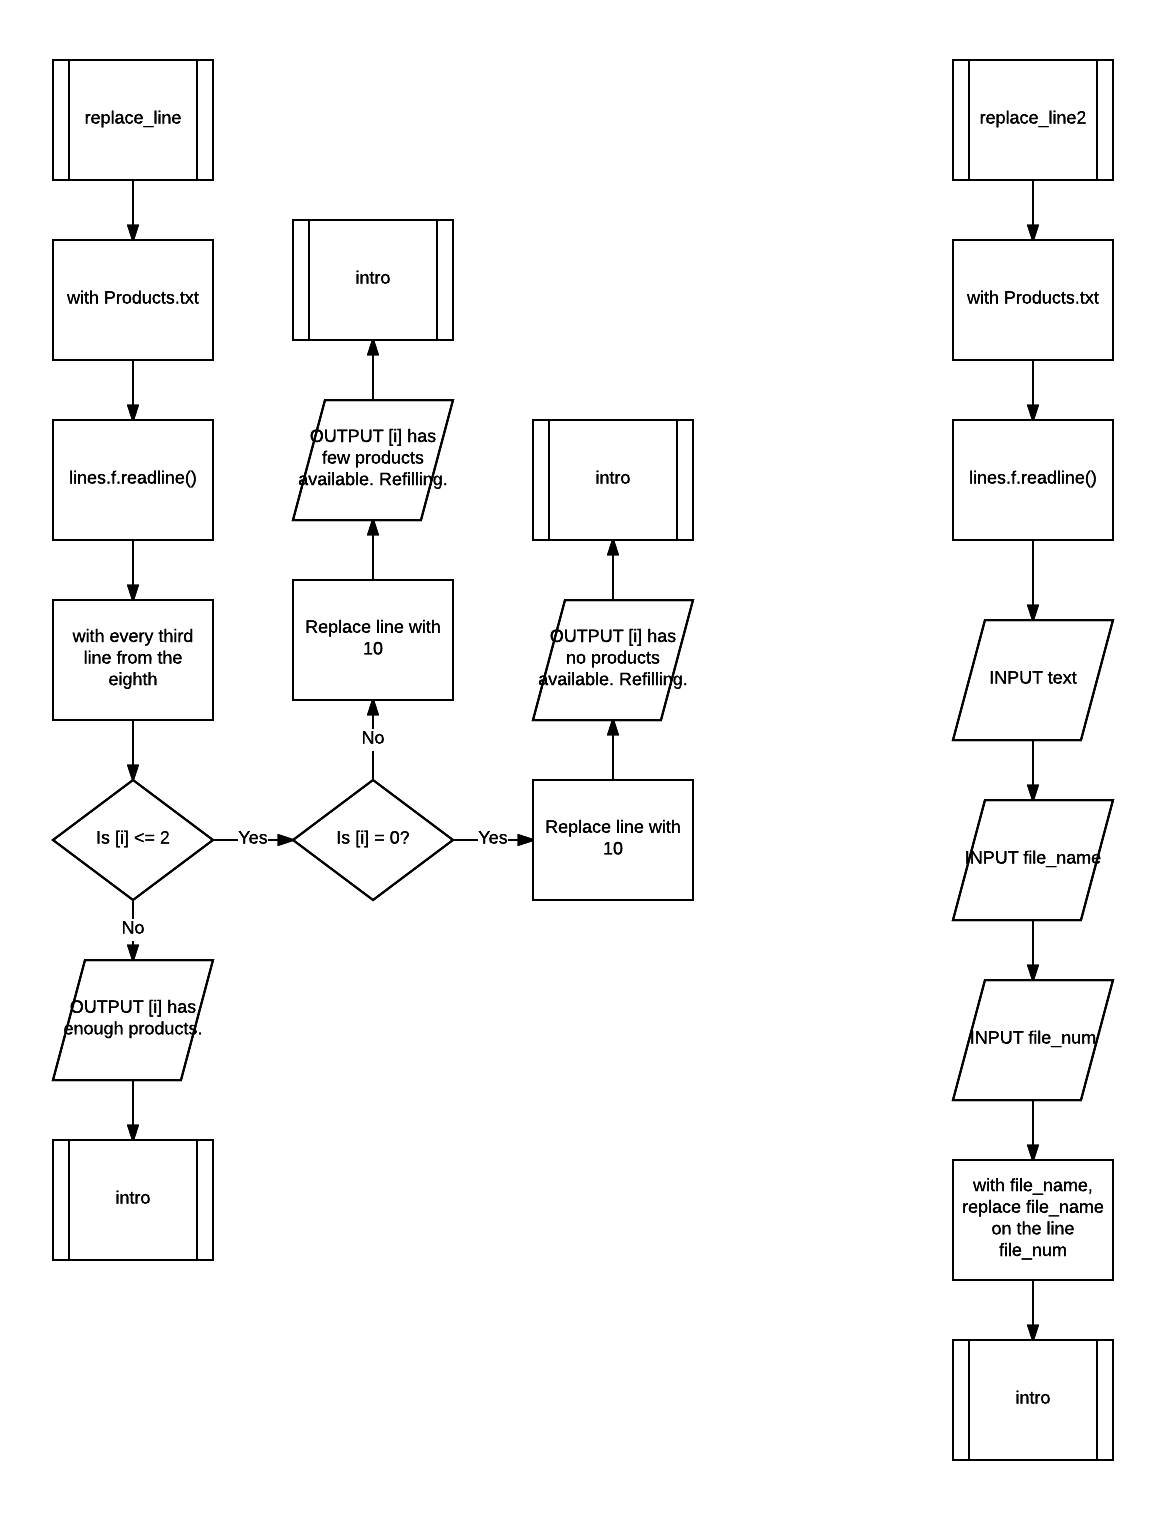 replace_line
with Products.txt
lines.f.readline()
with every third
line from the
eighth
Is [i] <= 2
Yes
No
OUTPUT [i] has
enough products.
intro
Is [i] = 0?
No
Replace line with
10
OUTPUT [i] has
few products
available. Refilling.
intro
Yes
Replace line with
10
OUTPUT [i] has
no products
available. Refilling.
intro
replace_line2
with Products.txt
lines.f.readline()
INPUT text
INPUT file_name
INPUT file_num
with file_name,
replace file_name
on the line
file_num
intro